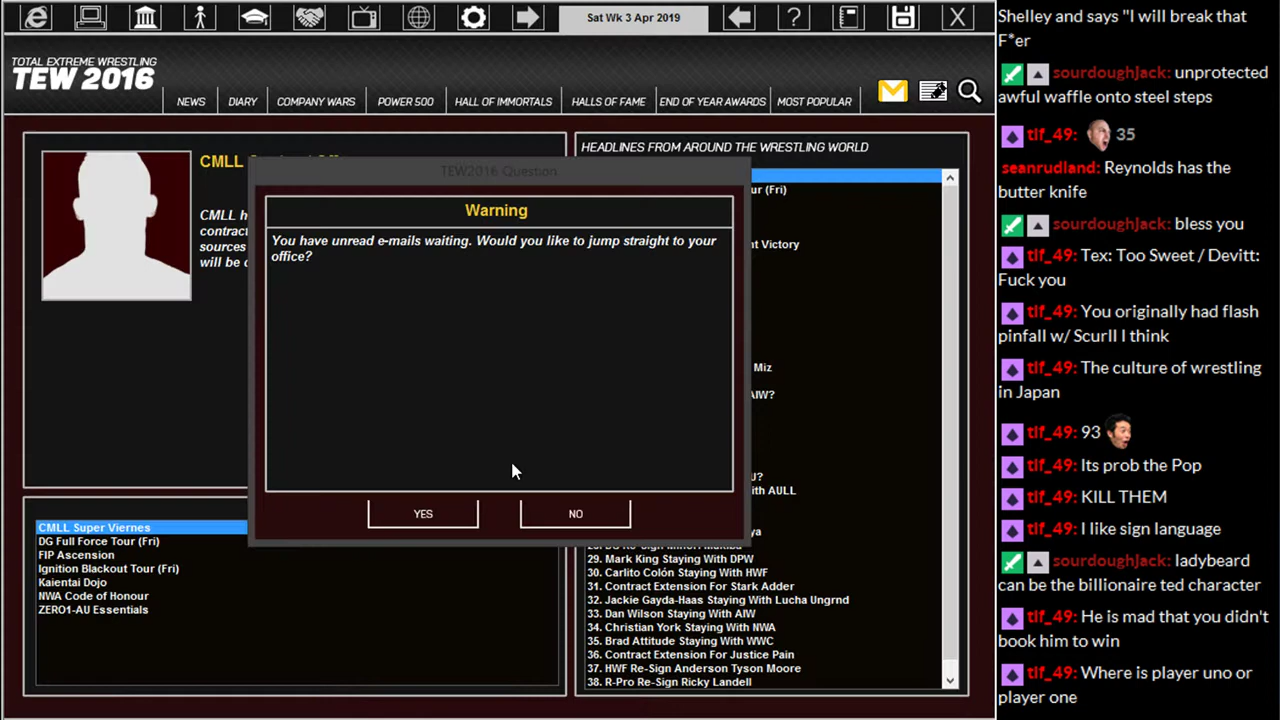 Sat Wk 3 Apr 2019
TOTAL EXTREME WRESTLING
TEW 2016
NEWS
DIARY
COMPANY WARS
POWER 500
HALL OF IMMORTALS
HALLS OF FAME
END OF YEAR AWARDS
MOST POPULAR
CMLL
CMLL h
contrac
sources
will be c
HEADLINES FROM AROUND THE WRESTLING WORLD
ur (Fri)
nt Victory
Miz
AIW?
U?
ith AULL
ya
29. Mark King Staying With DPW
30. Carlito Colón Staying With HWF
31. Contract Extension For Stark Adder
32. Jackie Gayda-Haas Staying With Lucha Ungrnd
33. Dan Wilson Staying With AIW
34. Christian York Staying With NWA
35. Brad Attitude Staying With WWC
36. Contract Extension For Justice Pain
37. HWF Re-Sign Anderson Tyson Moore
38. R-Pro Re-Sign Ricky Landell
TEW2016 Question
Warning
You have unread e-mails waiting. Would you like to jump straight to your
office?
YES
NO
CMLL Super Viernes
DG Full Force Tour (Fri)
FIP Ascension
Ignition Blackout Tour (Fri)
Kaientai Dojo
NWA Code of Honour
ZERO1-AU Essentials
Shelley and says "I will break that
F*er
sourdoughjack: unprotected
awful waffle onto steel steps
tlf_49: 35
seanrudland: Reynolds has the
butter knife
sourdoughjack: bless you
tlf_49: Tex: Too Sweet / Devitt:
Fuck you
tlf_49: You originally had flash
pinfall w/ Scurll I think
tlf_49: The culture of wrestling
in Japan
tlf_49: 93
tlf_49: Its prob the Pop
tlf_49: KILL THEM
tlf_49: I like sign language
sourdoughjack: ladybeard
can be the billionaire ted character
tlf_49: He is mad that you didn't
book him to win
tlf_49: Where is player uno or
player one